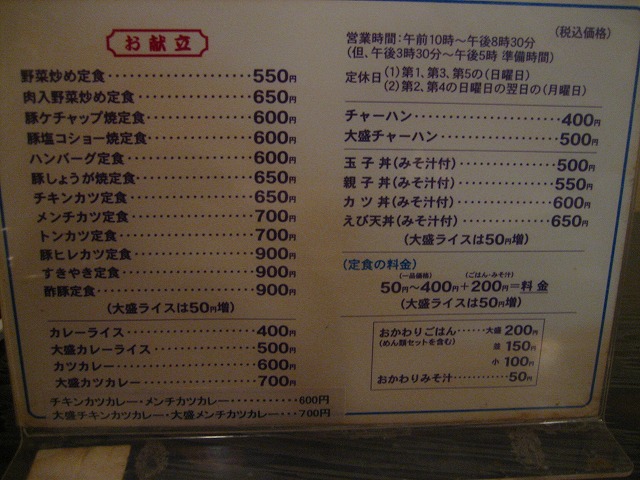 お献立
野菜炒め定食・・・・・・・・・・・・・・・・・・550円
肉入野菜炒め定食・・・・・・・・・・・・・・650円
豚ケチャップ焼定食・・・・・・・・・・・・・600円
豚塩コショー焼定食・・・・・・・・・・・・・600円
ハンバーグ定食・・・・・・・・・・・・・・・・600円
豚しょうが焼定食・・・・・・・・・・・・・・650円
チキンカツ定食・・・・・・・・・・・・・・・・650円
メンチカツ定食・・・・・・・・・・・・・・・・700円
トンカツ定食・・・・・・・・・・・・・・・・・・700円
豚ヒレカツ定食・・・・・・・・・・・・・・・・900円
すきやき定食・・・・・・・・・・・・・・・・・・900円
酢豚定食・・・・・・・・・・・・・・・・・・・・・・900円
(大盛ライスは50円増)
カレーライス・・・・・・・・・・・・・・・・・・400円
大盛カレーライス・・・・・・・・・・・・・・500円
カツカレー・・・・・・・・・・・・・・・・・・・・600円
大盛カツカレー・・・・・・・・・・・・・・・・700円
チキンカツカレー・メンチカツカレー・・・・・・・・・600円
大盛チキンカツカレー・大盛メンチカツカレー・・・700円
(税込価格)
営業時間:午前10時〜午後8時30分
(但、午後3時30分〜午後5時 準備時間)
定休日(1)第1、第3、第5の(日曜日)
(2)第2、第4の日曜日の翌日の(月曜日)
チャーハン・・・・・・・・・・・・・・・・・・・・400円
大盛チャーハン・・・・・・・・・・・・・・・・500円
玉子丼(みそ汁付)・・・・・・・・・・・・・・500円
親子丼(みそ汁付)・・・・・・・・・・・・・・550円
カツ丼(みそ汁付)・・・・・・・・・・・・・・600円
えび天丼(みそ汁付)・・・・・・・・・・・・650円
(大盛ライスは50円増)
(定食の料金)
(一品価格) (ごはん・みそ汁)
50円〜400円+200円=料金
(大盛ライスは50円増)
おかわりごはん・・・・・・大盛 200円
(めん類セットを含む) 並 150円
小 100円
おかわりみそ汁・・・・・・・・・・・50円